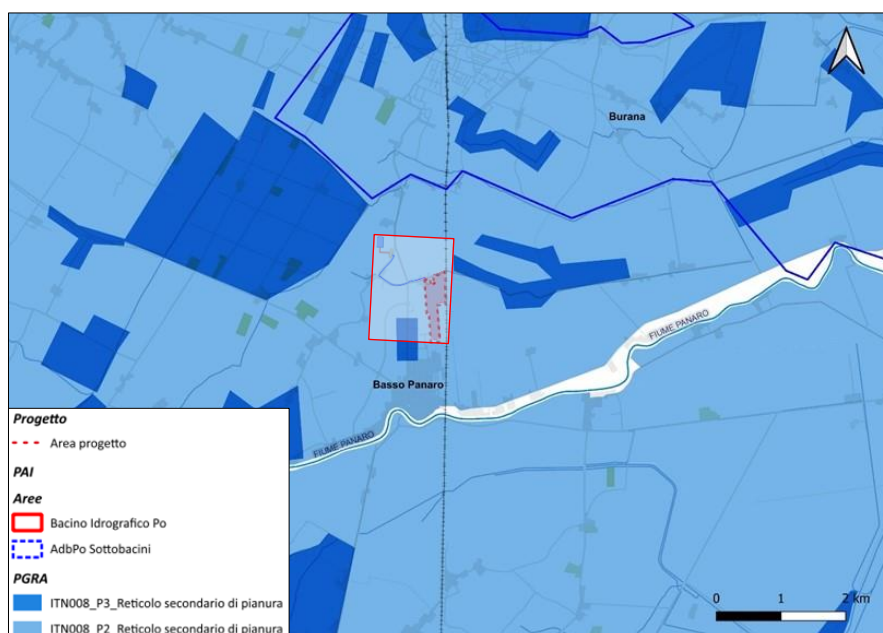 Burana
FIUME PANARO
Basso Panaro
FIUME PANARO
Progetto
Area progetto
PAI
Aree
Bacino Idrografico Po
AdbPo Sottobacini
PGRA
ITN008_P3_Reticolo secondario di pianura
ITN008_P2_Reticolo secondario di pianura
0 1 2 km